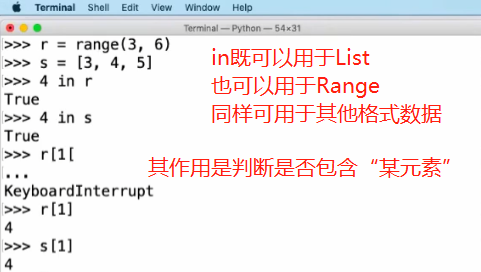 Terminal Shell Edit View Window Help
Terminal — Python — 54×31
>>> r = range(3, 6)
>>> s = [3, 4, 5]
>>> 4 in r
True
>>> 4 in s
True
>>> r[1[
...
KeyboardInterrupt
>>> r[1]
4
>>> s[1]
4
in既可以用于List
也可以用于Range
同样可用于其他格式数据
其作用是判断是否包含“某元素”